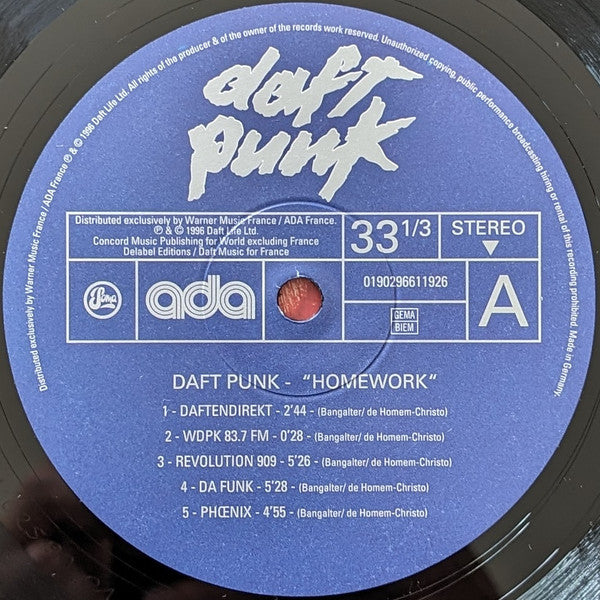 Distributed exclusively by Warner Music France / ADA France ℗ & © 1996 Daft Life Ltd. All rights of the producer & of the owner of the records work reserved. Unauthorized copying, public performance broadcasting hiring or rental of this recording prohibited. Made in Germany.
daft
punk
Distributed exclusively by Warner Music France / ADA France.
℗ & © 1996 Daft Life Ltd.
Concord Music Publishing for World excluding France
Delabel Editions / Daft Music for France
33 1/3
STEREO
Soma
ada
0190296611926
GEMA
BIEM
A
DAFT PUNK - “HOMEWORK“
1 - DAFTENDIREKT - 2'44 - (Bangalter/ de Homem-Christo)
2 - WDPK 83.7 FM - 0'28 - (Bangalter/ de Homem-Christo)
3 - REVOLUTION 909 - 5'26 - (Bangalter/ de Homem-Christo)
4 - DA FUNK - 5'28 - (Bangalter/ de Homem-Christo)
5 - PHŒNIX - 4'55 - (Bangalter/ de Homem-Christo)